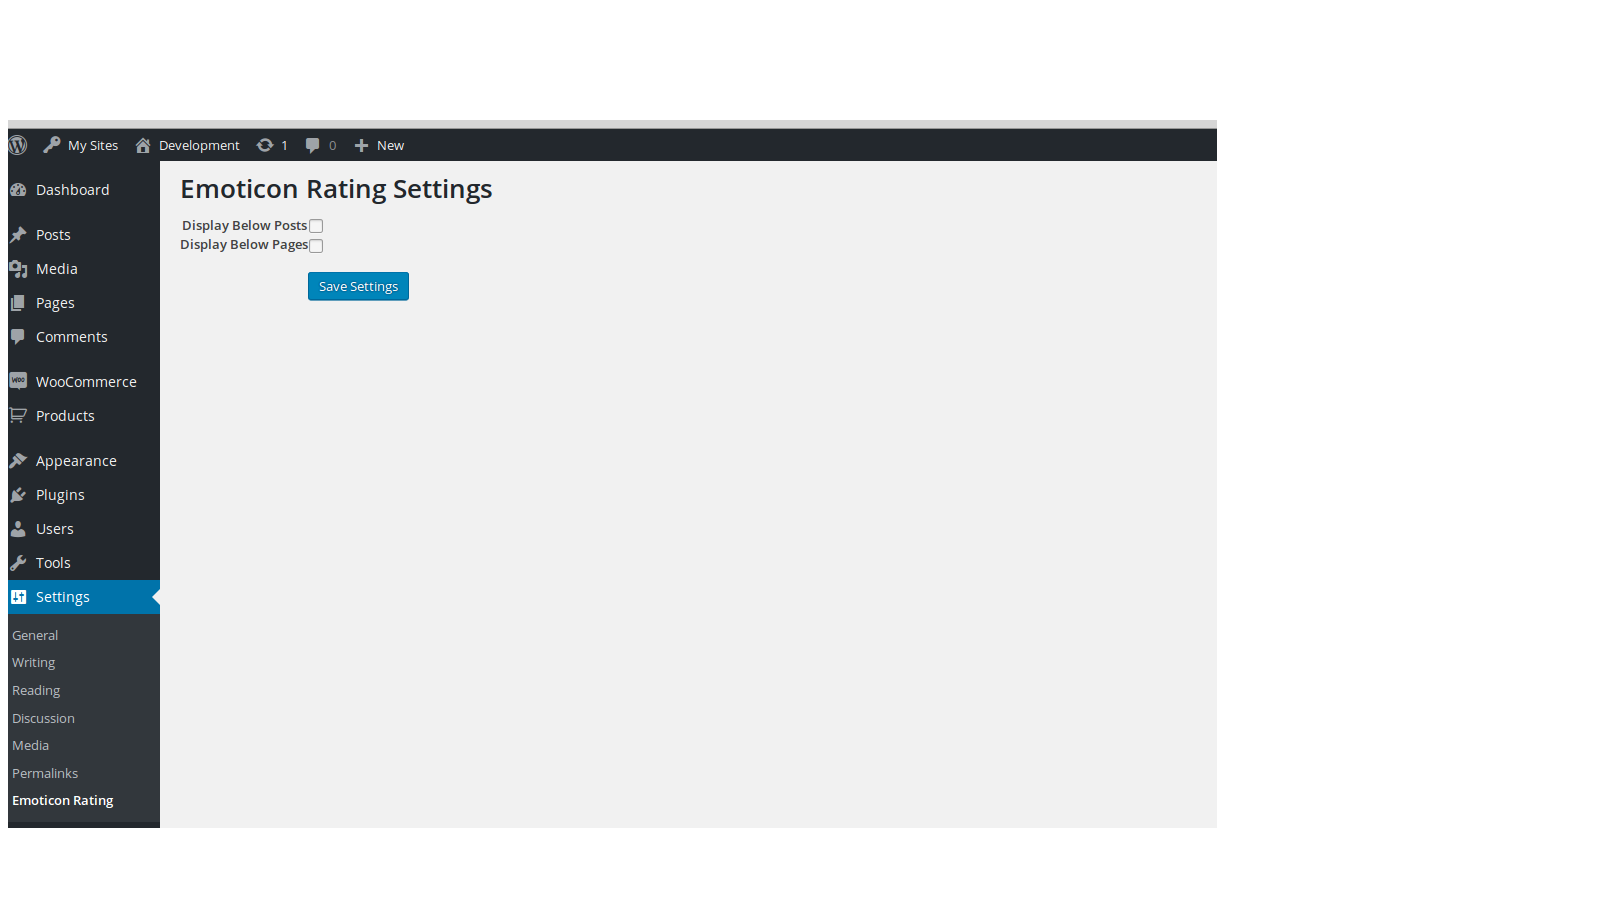 My Sites Development 1 0 New
Dashboard
Posts
Media
Pages
Comments
WooCommerce
Products
Appearance
Plugins
Users
Tools
Settings
General
Writing
Reading
Discussion
Media
Permalinks
Emoticon Rating
Emoticon Rating Settings
Display Below Posts
Display Below Pages
Save Settings